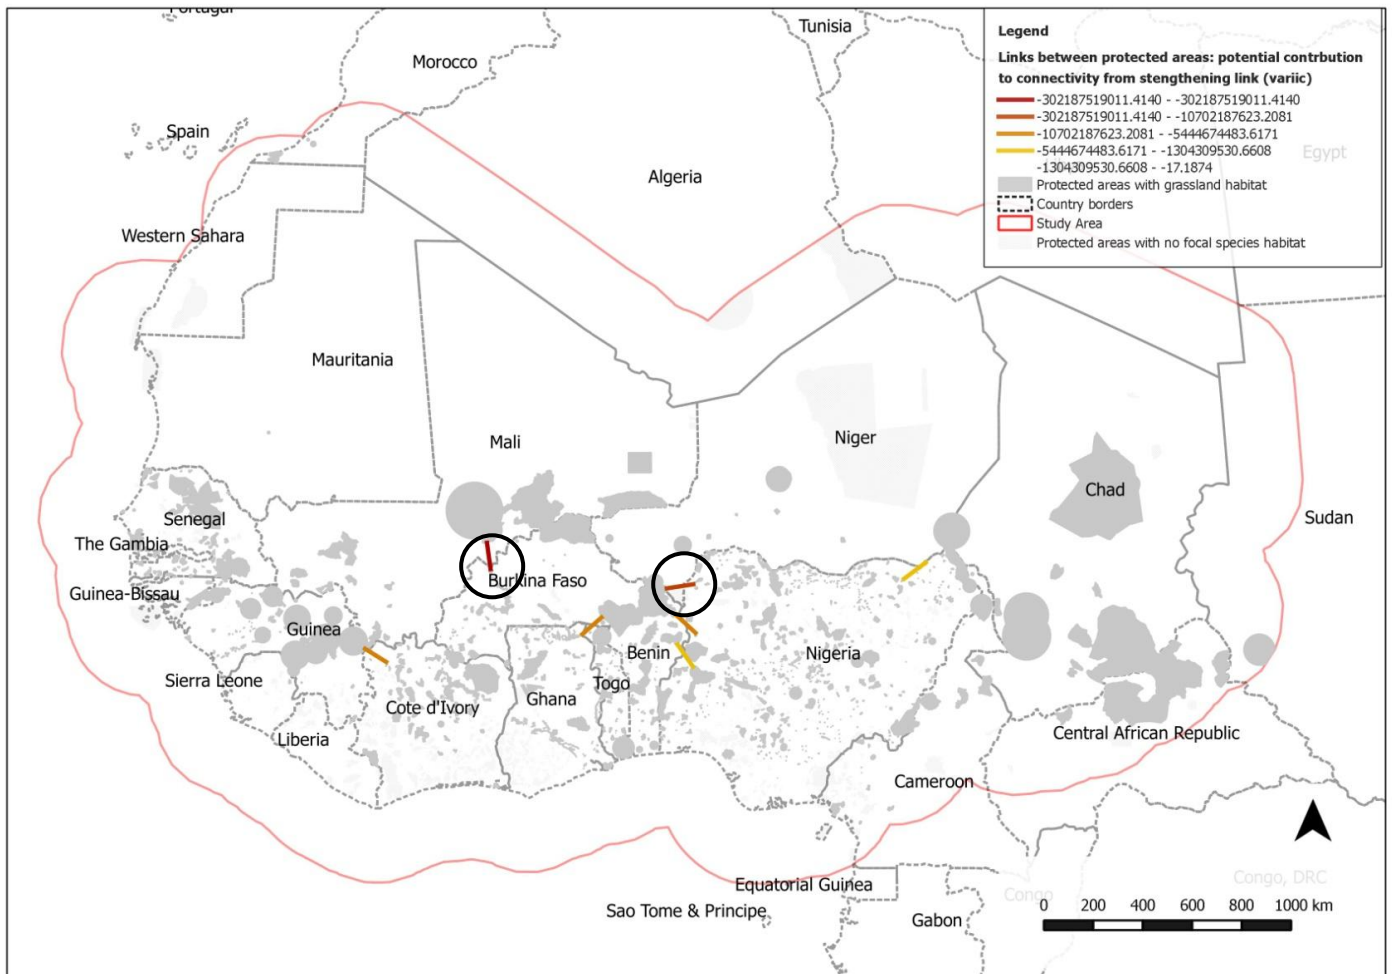 Portugal
Tunisia
Morocco
Spain
Algeria
Egypt
Western Sahara
Legend
Links between protected areas: potential contrbution
to connectivity from stengthening link (variic)
-302187519011.4140 - -302187519011.4140
-302187519011.4140 - -10702187623.2081
-10702187623.2081 - -5444674483.6171
-5444674483.6171 - -1304309530.6608
-1304309530.6608 - -17.1874
Protected areas with grassland habitat
Country borders
Study Area
Protected areas with no focal species habitat
Mauritania
Mali
Niger
Chad
Sudan
Senegal
The Gambia
Guinea-Bissau
Burkina Faso
Guinea
Benin
Nigeria
Sierra Leone
Togo
Ghana
Cote d'Ivory
Liberia
Central African Republic
Cameroon
Equatorial Guinea
Sao Tome & Principe
Gabon
Congo
Congo, DRC
0 200 400 600 800 1000 km